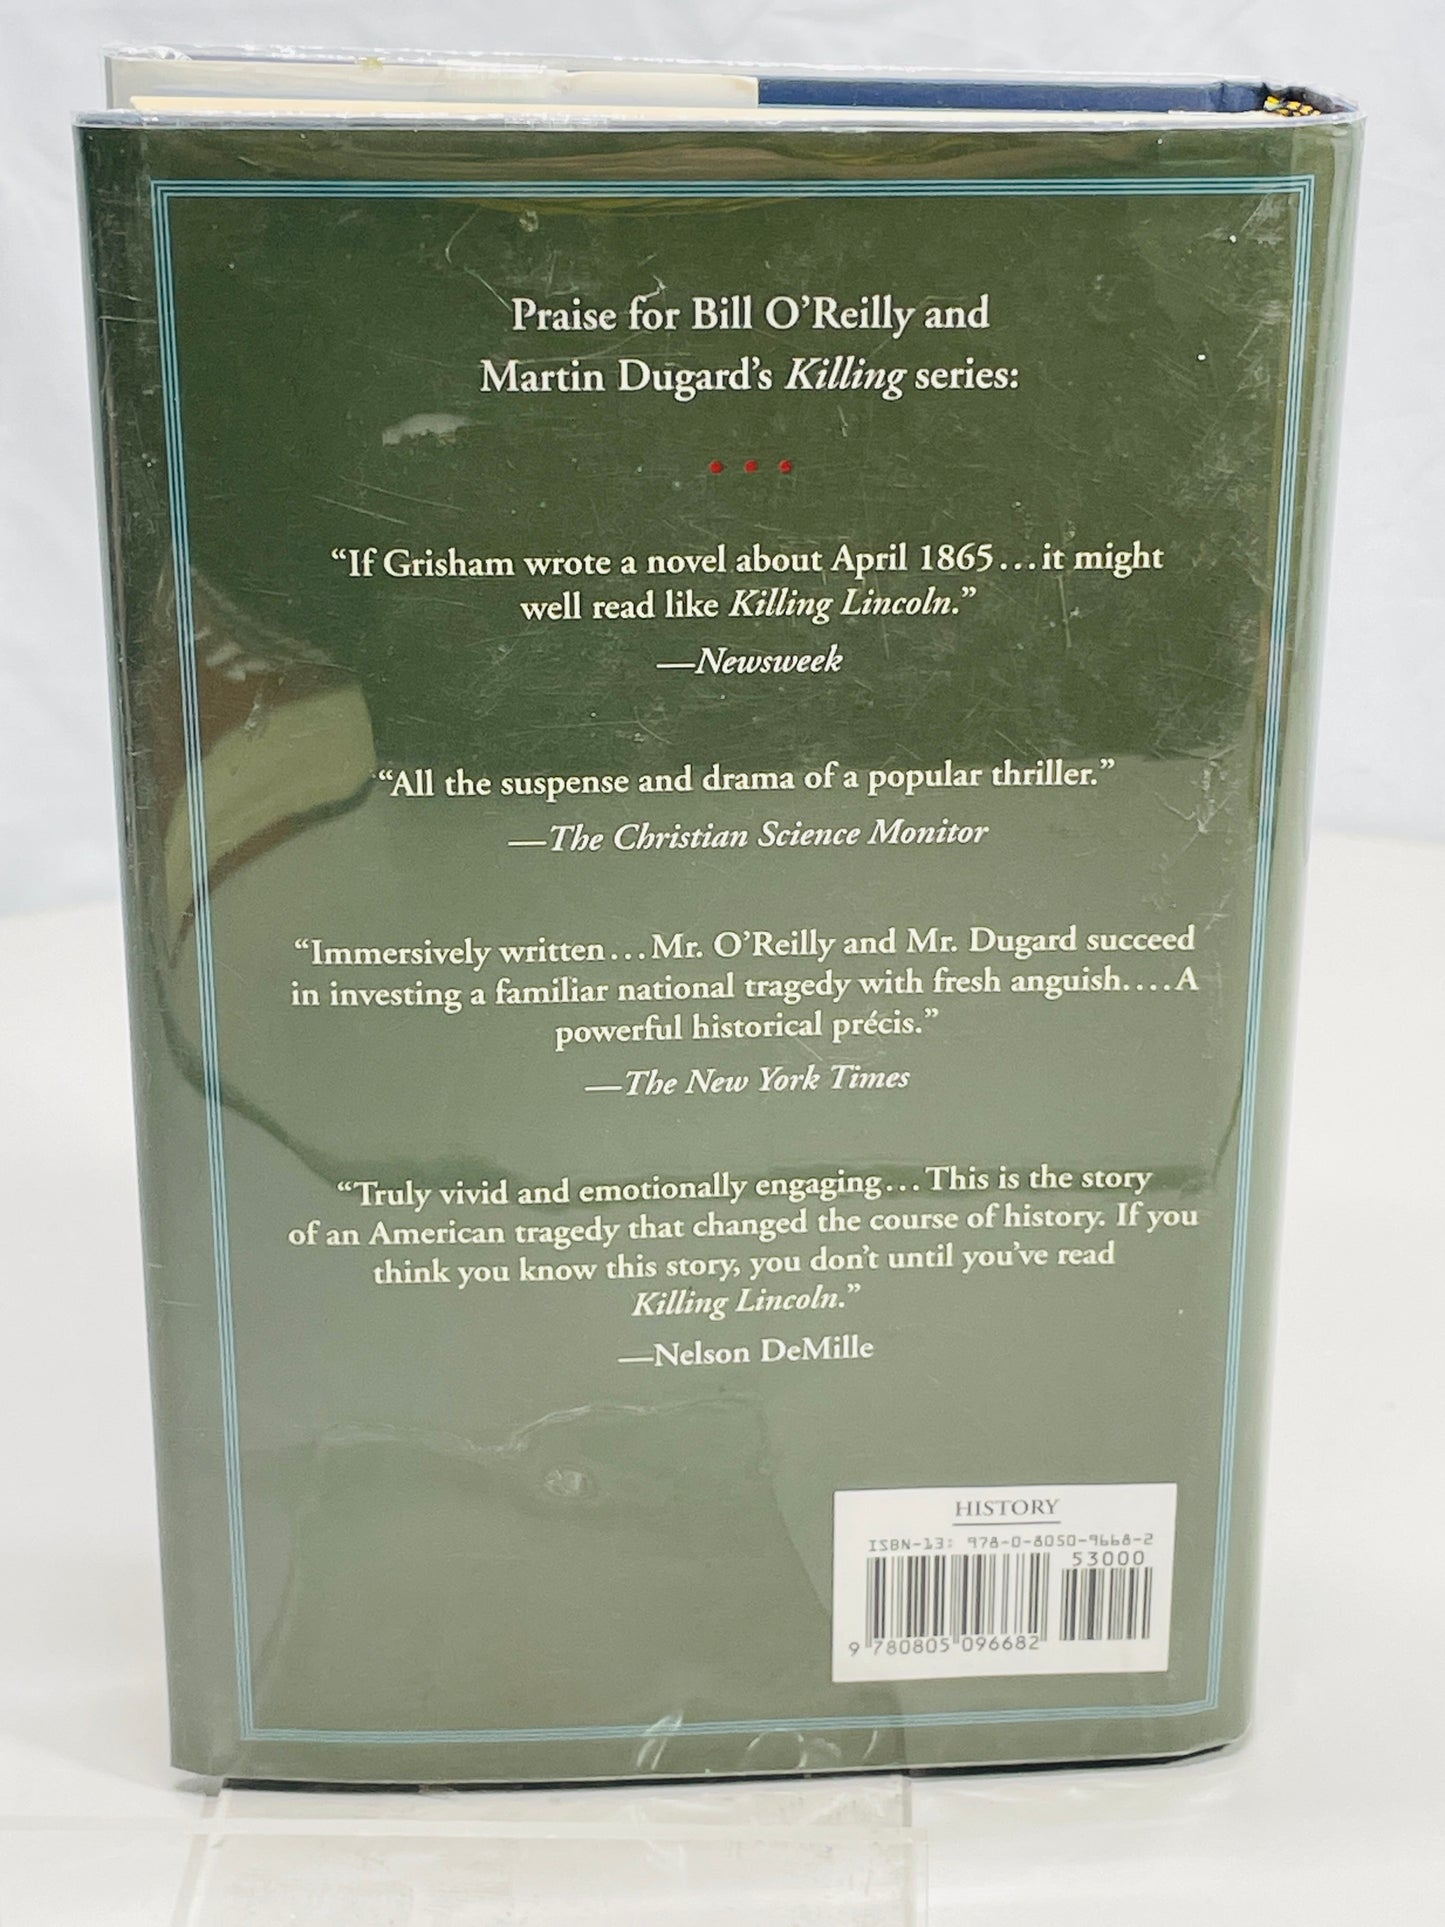 Praise for Bill O’Reilly and
Martin Dugard’s Killing series:
“If Grisham wrote a novel about April 1865...it might
well read like Killing Lincoln.”
—Newsweek
“All the suspense and drama of a popular thriller.”
—The Christian Science Monitor
“Immersively written...Mr. O’Reilly and Mr. Dugard succeed
in investing a familiar national tragedy with fresh anguish....A
powerful historical précis.”
—The New York Times
“Truly vivid and emotionally engaging...This is the story
of an American tragedy that changed the course of history. If you
think you know this story, you don’t until you’ve read
Killing Lincoln.”
—Nelson DeMille
HISTORY
ISBN-13: 978-0-8050-9668-2
53000
9 780805 096682